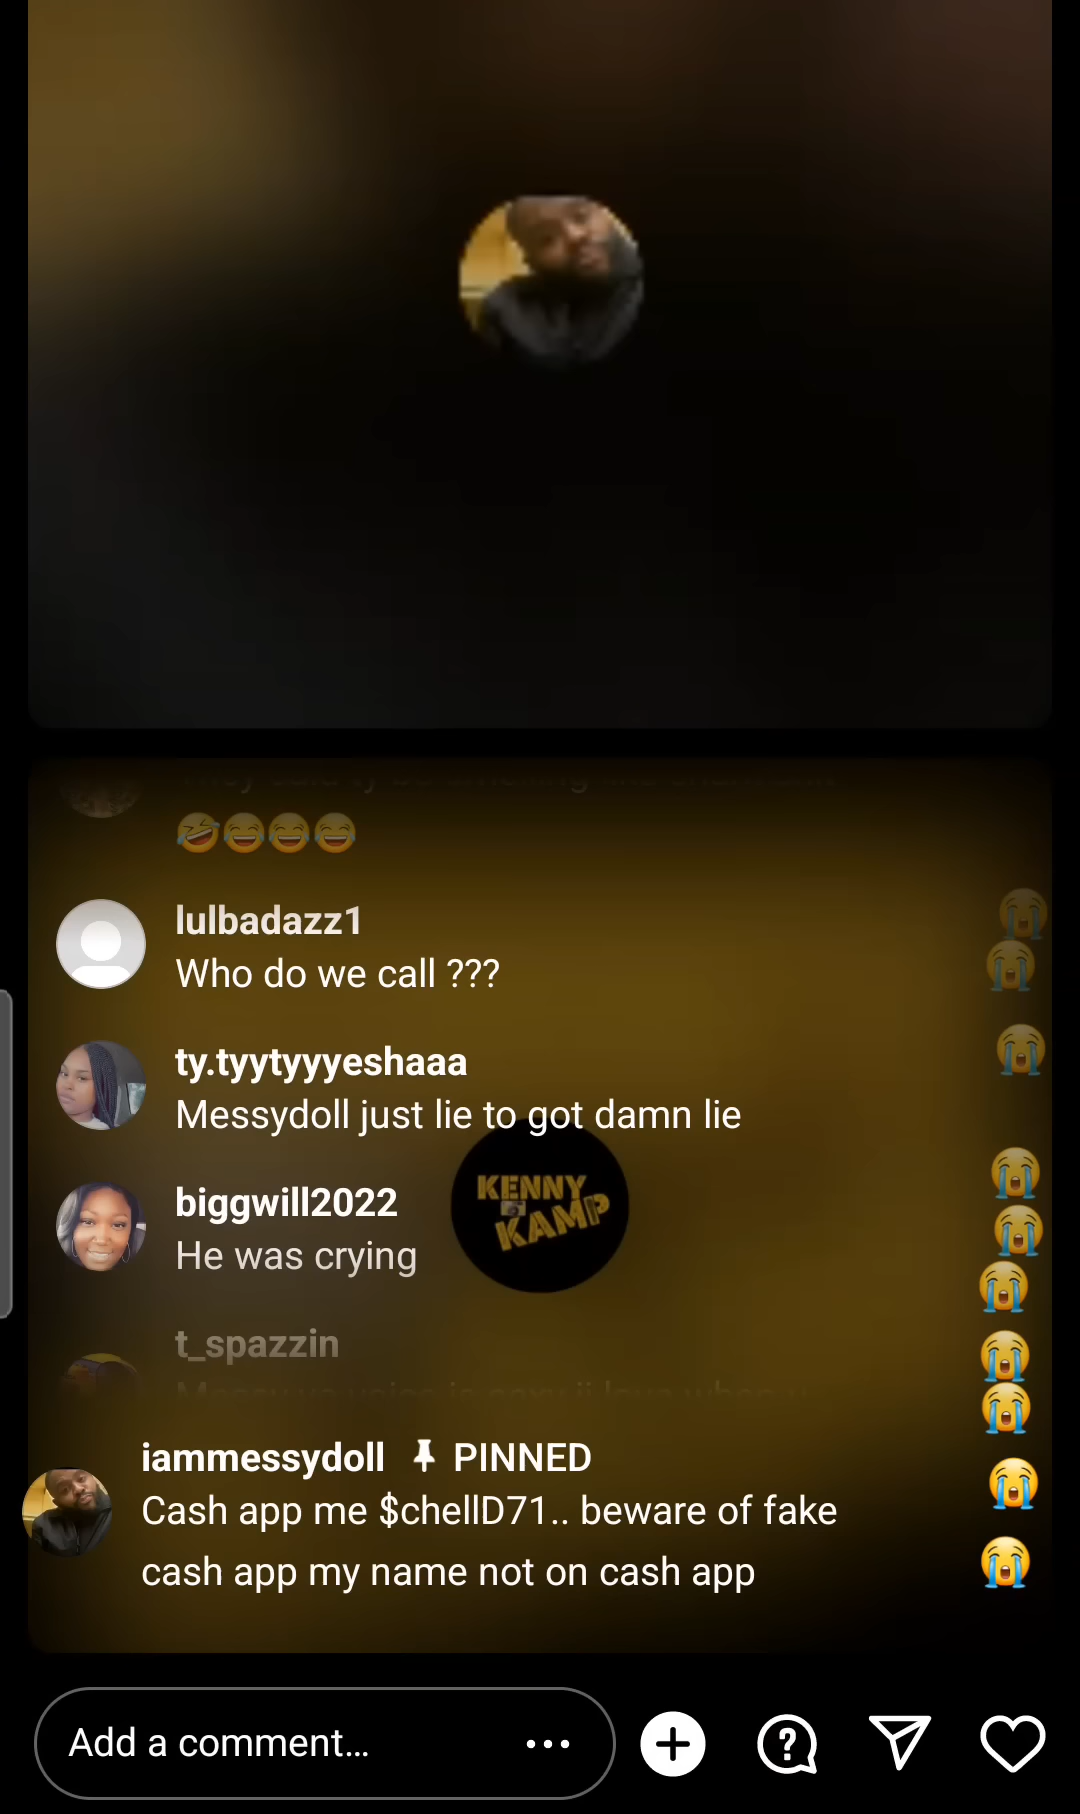 🤣😂😂😂
lulbadazz1
Who do we call ???
ty.tyytyyyeshaaa
Messydoll just lie to got damn lie
KENNY
KAMP
biggwill2022
He was crying
t_spazzin
iammessydoll PINNED
Cash app me $chellD71.. beware of fake
cash app my name not on cash app
Add a comment...